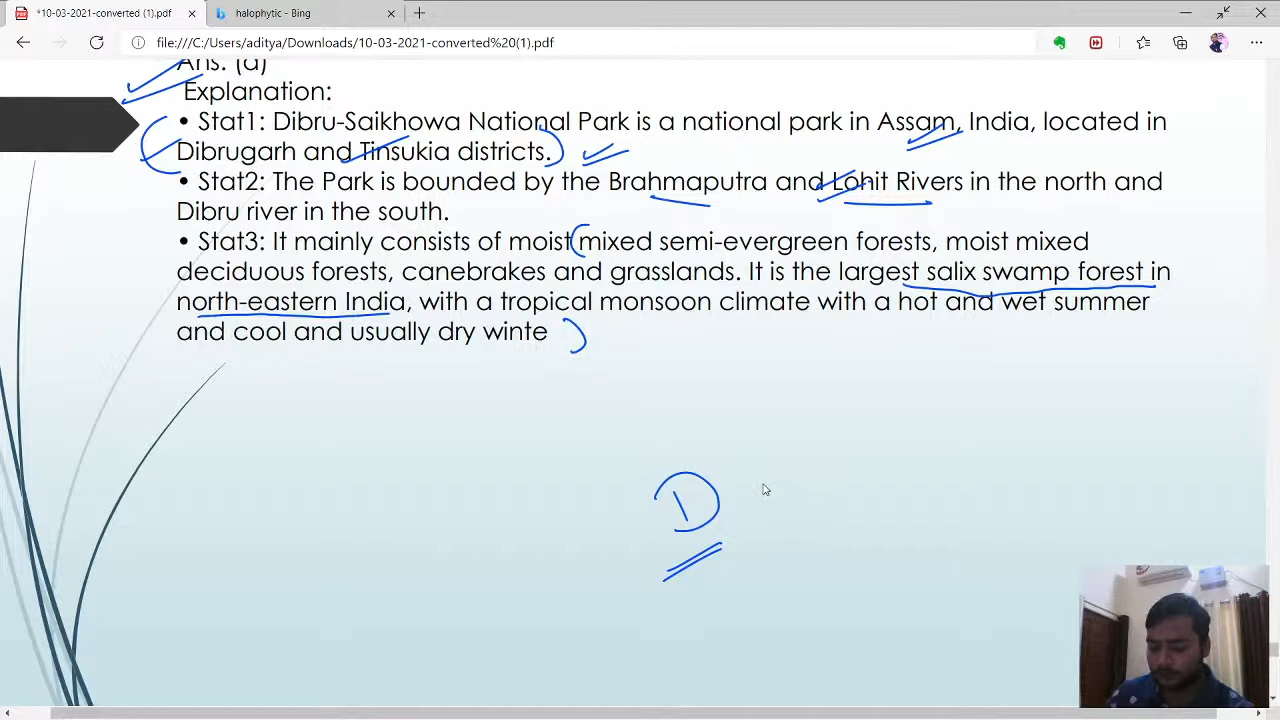 *10-03-2021-converted (1).pdf
halophytic - Bing
file:///C:/Users/aditya/Downloads/10-03-2021-converted%20(1).pdf
Ans. (d)
Explanation:
• Stat1: Dibru-Saikhowa National Park is a national park in Assam, India, located in
Dibrugarh and Tinsukia districts.
• Stat2: The Park is bounded by the Brahmaputra and Lohit Rivers in the north and
Dibru river in the south.
• Stat3: It mainly consists of moist mixed semi-evergreen forests, moist mixed
deciduous forests, canebrakes and grasslands. It is the largest salix swamp forest in
north-eastern India, with a tropical monsoon climate with a hot and wet summer
and cool and usually dry winte
D